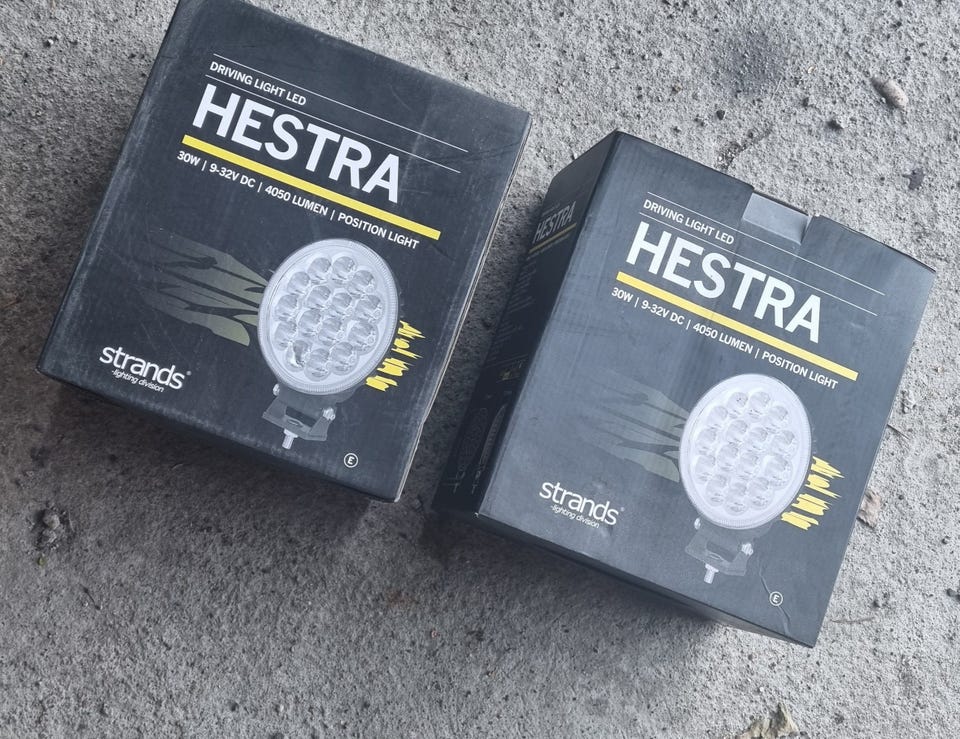 DRIVING LIGHT LED
HESTRA
30W | 9-32V DC | 4050 LUMEN | POSITION LIGHT
strands®
-lighting division
E
HESTRA
DRIVING LIGHT LED
HESTRA
30W | 9-32V DC | 4050 LUMEN | POSITION LIGHT
strands®
-lighting division
E